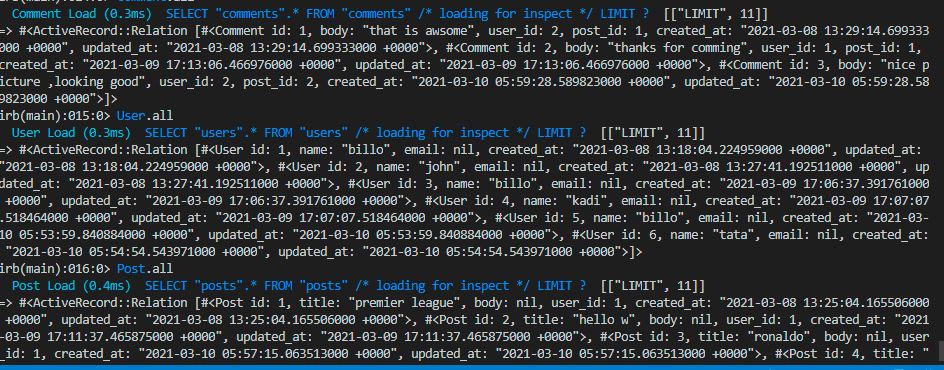 Comment Load (0.3ms)  SELECT "comments".* FROM "comments" /* loading for inspect */ LIMIT ?  [["LIMIT", 11]]
=> #<ActiveRecord::Relation [#<Comment id: 1, body: "that is awsome", user_id: 2, post_id: 1, created_at: "2021-03-08 13:29:14.699333
000 +0000", updated_at: "2021-03-08 13:29:14.699333000 +0000">, #<Comment id: 2, body: "thanks for comming", user_id: 1, post_id: 1,
created_at: "2021-03-09 17:13:06.466976000 +0000", updated_at: "2021-03-09 17:13:06.466976000 +0000">, #<Comment id: 3, body: "nice p
icture ,looking good", user_id: 2, post_id: 2, created_at: "2021-03-10 05:59:28.589823000 +0000", updated_at: "2021-03-10 05:59:28.58
9823000 +0000">]>
irb(main):015:0> User.all
User Load (0.3ms)  SELECT "users".* FROM "users" /* loading for inspect */ LIMIT ?  [["LIMIT", 11]]
=> #<ActiveRecord::Relation [#<User id: 1, name: "billo", email: nil, created_at: "2021-03-08 13:18:04.224959000 +0000", updated_at:
"2021-03-08 13:18:04.224959000 +0000">, #<User id: 2, name: "john", email: nil, created_at: "2021-03-08 13:27:41.192511000 +0000", up
dated_at: "2021-03-08 13:27:41.192511000 +0000">, #<User id: 3, name: "billo", email: nil, created_at: "2021-03-09 17:06:37.391761000
+0000", updated_at: "2021-03-09 17:06:37.391761000 +0000">, #<User id: 4, name: "kadi", email: nil, created_at: "2021-03-09 17:07:07
.518464000 +0000", updated_at: "2021-03-09 17:07:07.518464000 +0000">, #<User id: 5, name: "billo", email: nil, created_at: "2021-03-
10 05:53:59.840884000 +0000", updated_at: "2021-03-10 05:53:59.840884000 +0000">, #<User id: 6, name: "tata", email: nil, created_at:
"2021-03-10 05:54:54.543971000 +0000", updated_at: "2021-03-10 05:54:54.543971000 +0000">]>
irb(main):016:0> Post.all
Post Load (0.4ms)  SELECT "posts".* FROM "posts" /* loading for inspect */ LIMIT ?  [["LIMIT", 11]]
=> #<ActiveRecord::Relation [#<Post id: 1, title: "premier league", body: nil, user_id: 1, created_at: "2021-03-08 13:25:04.165506000
+0000", updated_at: "2021-03-08 13:25:04.165506000 +0000">, #<Post id: 2, title: "hello w", body: nil, user_id: 1, created_at: "2021
-03-09 17:11:37.465875000 +0000", updated_at: "2021-03-09 17:11:37.465875000 +0000">, #<Post id: 3, title: "ronaldo", body: nil, user
_id: 1, created_at: "2021-03-10 05:57:15.063513000 +0000", updated_at: "2021-03-10 05:57:15.063513000 +0000">, #<Post id: 4, title: "